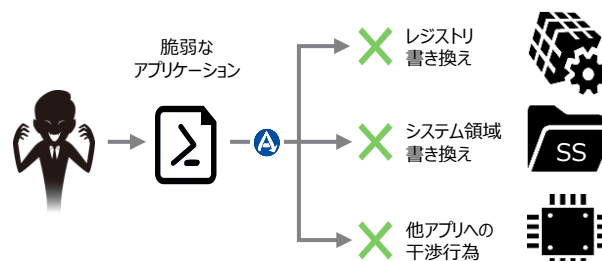 脆弱な
アプリケーション
A
レジストリ
書き換え
システム領域
書き換え
SS
他アプリへの
干渉行為